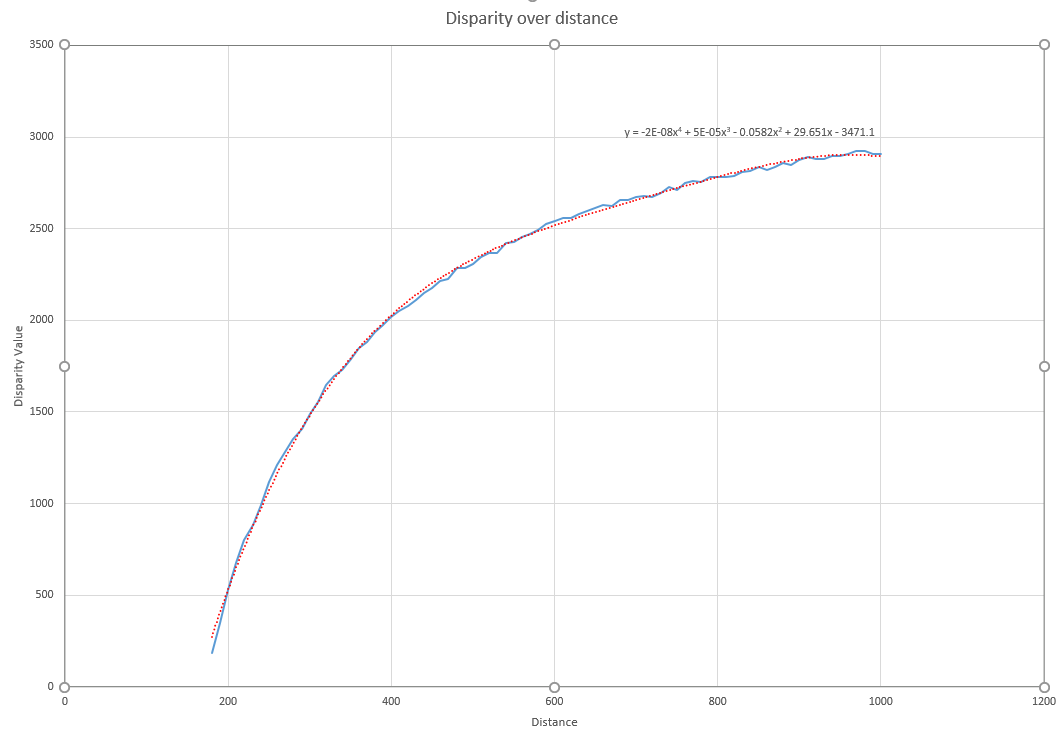 Disparity over distance
3500
3000
y = -2E-08x⁴ + 5E-05x³ - 0.0582x² + 29.651x - 3471.1
2500
2000
Disparity Value
1500
1000
500
0
0 200 400 600 800 1000 1200
Distance